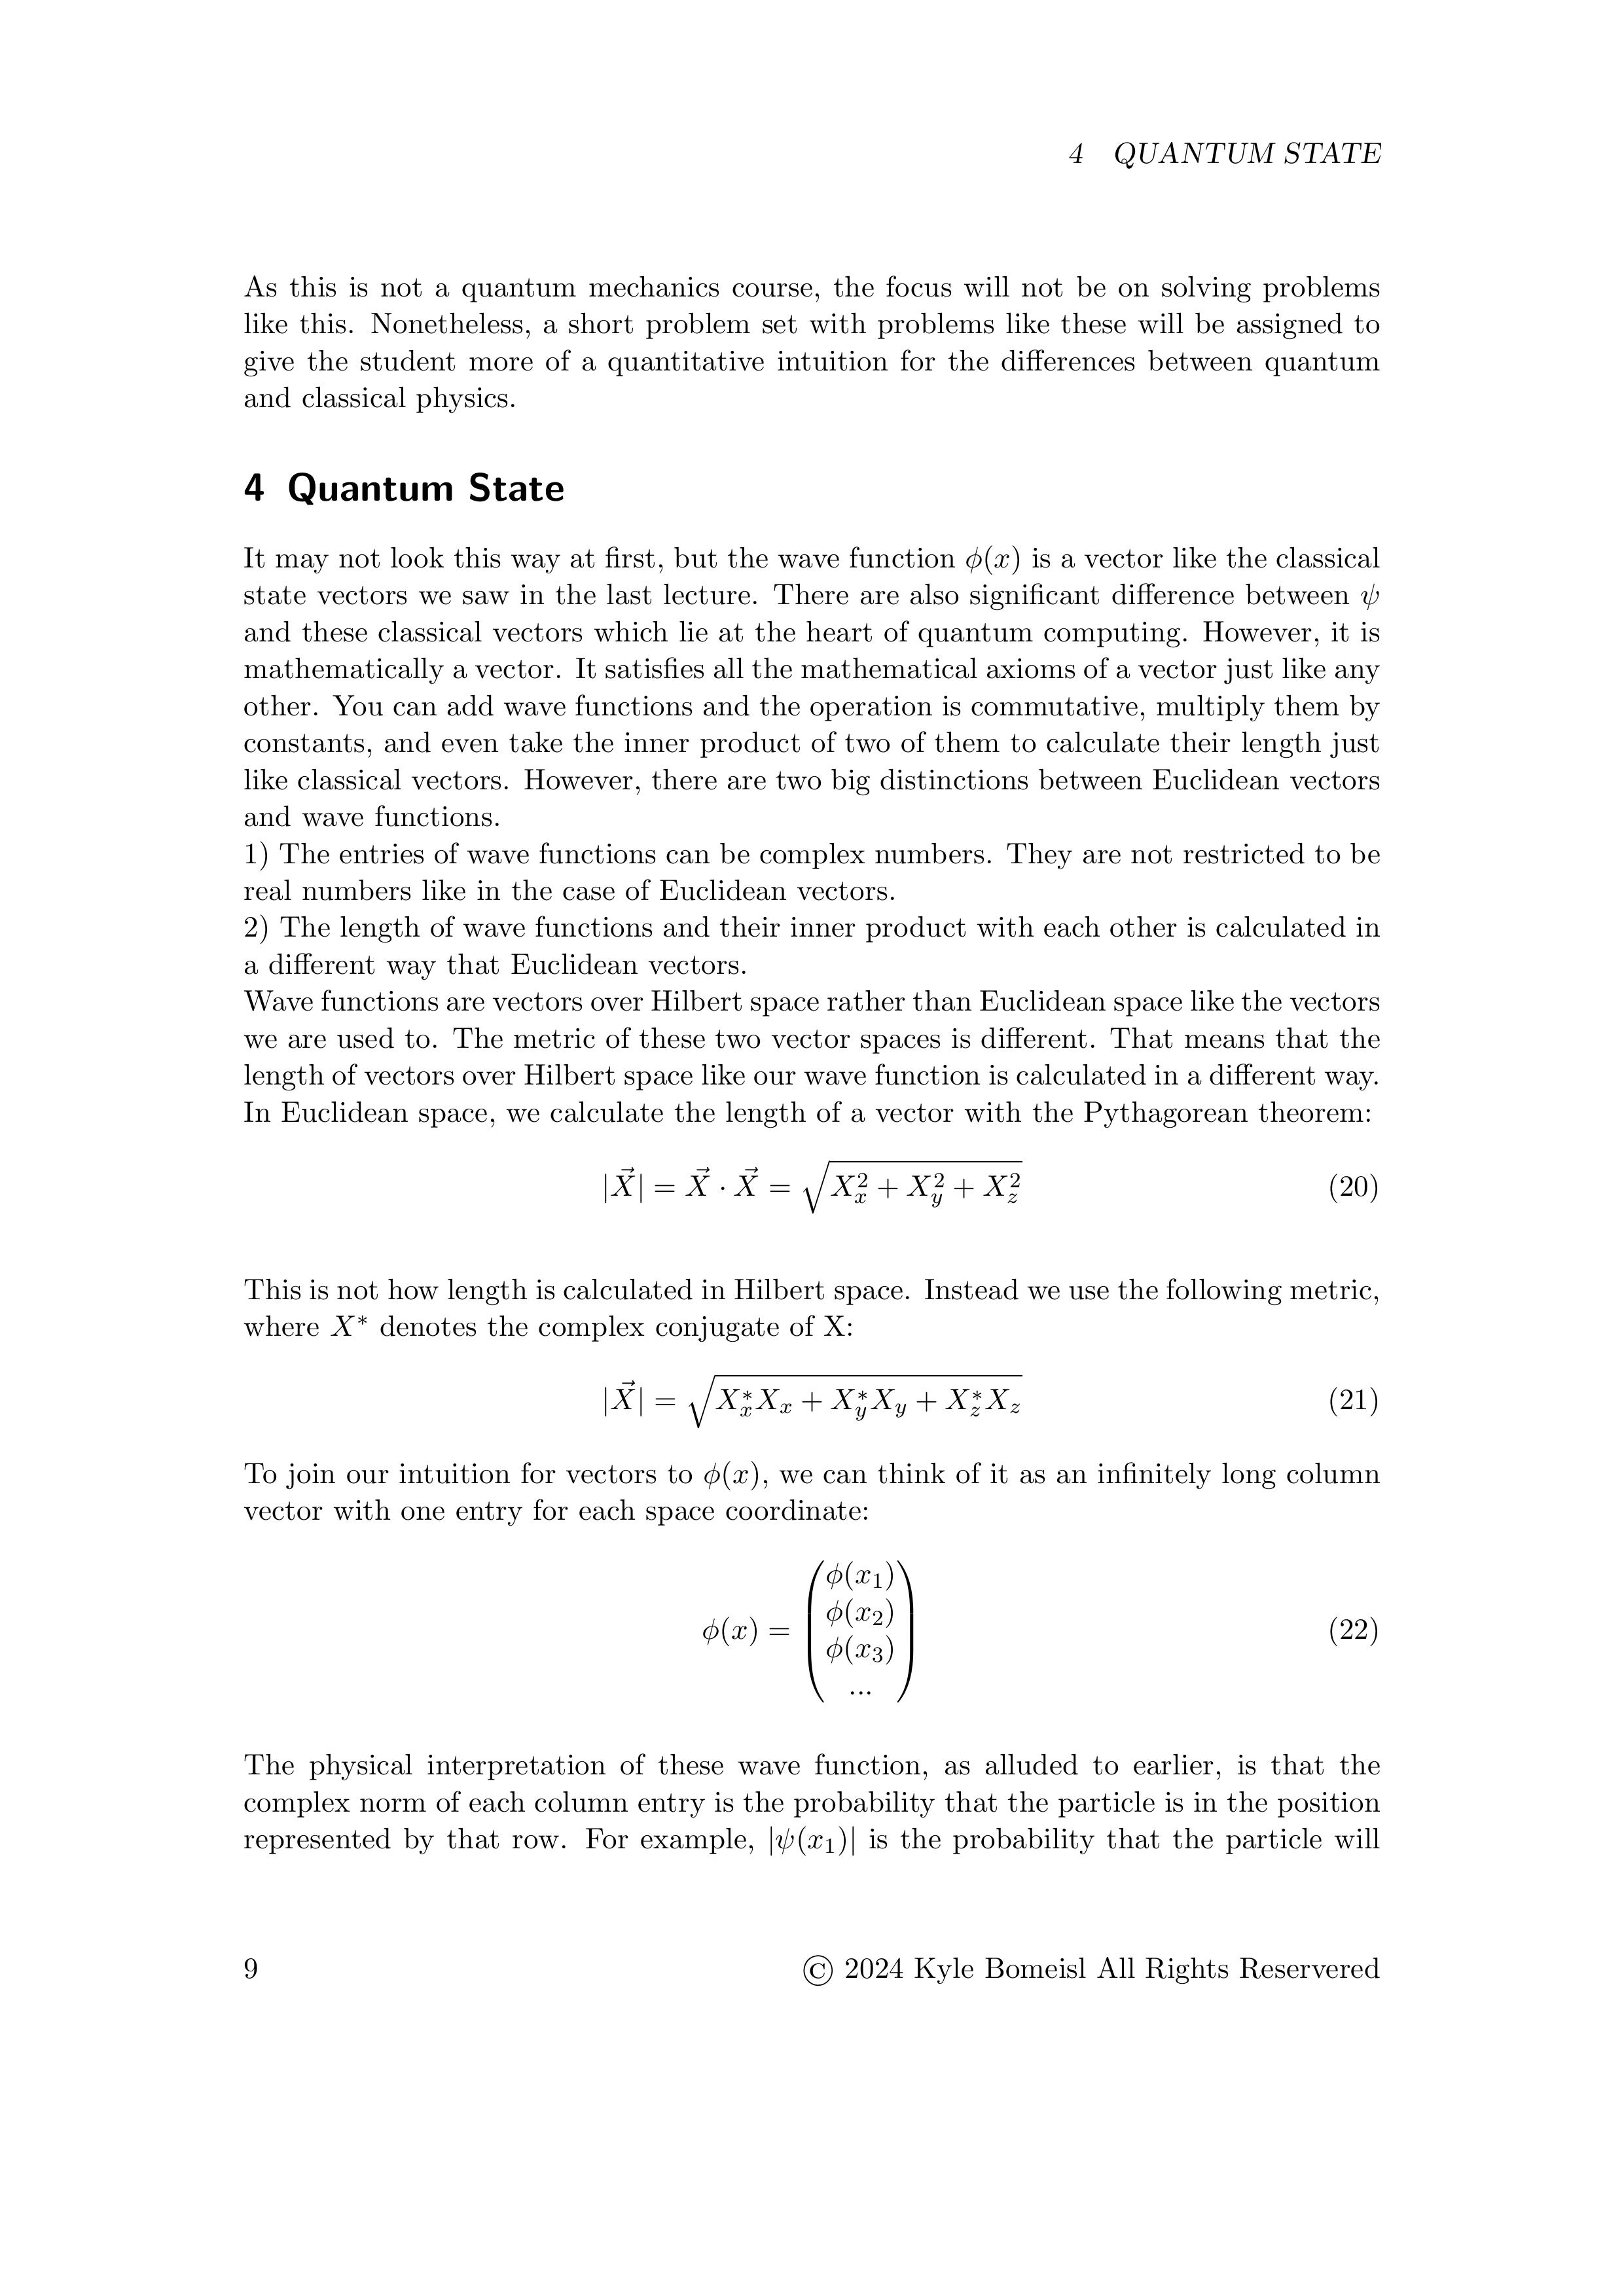 4 QUANTUM STATE
As this is not a quantum mechanics course, the focus will not be on solving problems
like this. Nonetheless, a short problem set with problems like these will be assigned to
give the student more of a quantitative intuition for the differences between quantum
and classical physics.
4 Quantum State
It may not look this way at first, but the wave function ϕ(x) is a vector like the classical
state vectors we saw in the last lecture. There are also significant difference between ψ
and these classical vectors which lie at the heart of quantum computing. However, it is
mathematically a vector. It satisfies all the mathematical axioms of a vector just like any
other. You can add wave functions and the operation is commutative, multiply them by
constants, and even take the inner product of two of them to calculate their length just
like classical vectors. However, there are two big distinctions between Euclidean vectors
and wave functions.
1) The entries of wave functions can be complex numbers. They are not restricted to be
real numbers like in the case of Euclidean vectors.
2) The length of wave functions and their inner product with each other is calculated in
a different way that Euclidean vectors.
Wave functions are vectors over Hilbert space rather than Euclidean space like the vectors
we are used to. The metric of these two vector spaces is different. That means that the
length of vectors over Hilbert space like our wave function is calculated in a different way.
In Euclidean space, we calculate the length of a vector with the Pythagorean theorem:
$|\vec{X}| = \vec{X} \cdot \vec{X} = \sqrt{X_x^2 + X_y^2 + X_z^2}$ (20)
This is not how length is calculated in Hilbert space. Instead we use the following metric,
where $X^*$ denotes the complex conjugate of X:
$|\vec{X}| = \sqrt{X_x^* X_x + X_y^* X_y + X_z^* X_z}$ (21)
To join our intuition for vectors to ϕ(x), we can think of it as an infinitely long column
vector with one entry for each space coordinate:
$\phi(x) = \begin{pmatrix} \phi(x_1) \\ \phi(x_2) \\ \phi(x_3) \\ ... \end{pmatrix}$ (22)
The physical interpretation of these wave function, as alluded to earlier, is that the
complex norm of each column entry is the probability that the particle is in the position
represented by that row. For example, $|\psi(x_1)|$ is the probability that the particle will
9 © 2024 Kyle Bomeisl All Rights Reservered